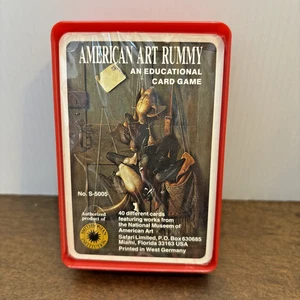 AMERICAN ART RUMMY
AN EDUCATIONAL
CARD GAME
No. S-5005
Authorized
product of
40 different cards
featuring works from
the National Museum of
American Art
Safari Limited, P.O. Box 630685
Miami, Florida 33163 USA
Printed in West Germany